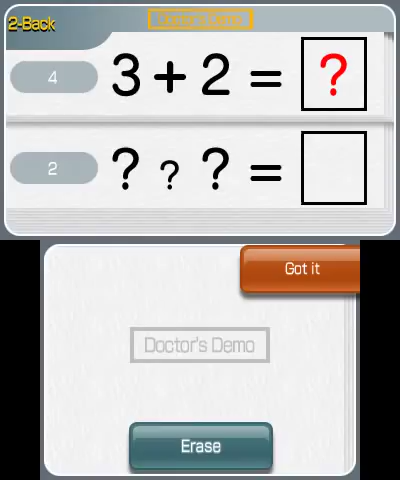 2-Back
Doctor's Demo
4
3 + 2 = ?
2
? ? ? =
Got it
Doctor's Demo
Erase